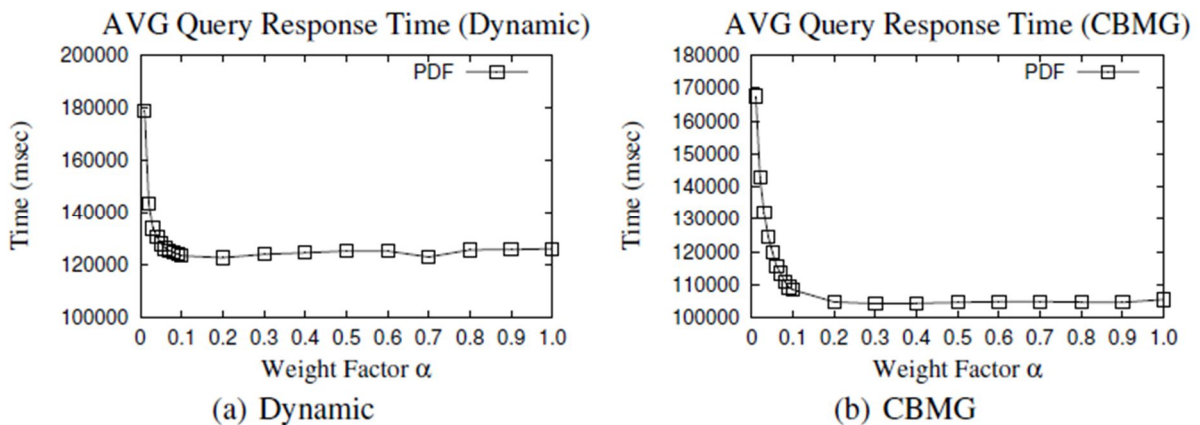 AVG Query Response Time (Dynamic)
200000
180000
160000
140000
120000
100000
Time (msec)
PDF
0 0.1 0.2 0.3 0.4 0.5 0.6 0.7 0.8 0.9 1.0
Weight Factor α
(a) Dynamic
AVG Query Response Time (CBMG)
180000
170000
160000
150000
140000
130000
120000
110000
100000
Time (msec)
PDF
0 0.1 0.2 0.3 0.4 0.5 0.6 0.7 0.8 0.9 1.0
Weight Factor α
(b) CBMG